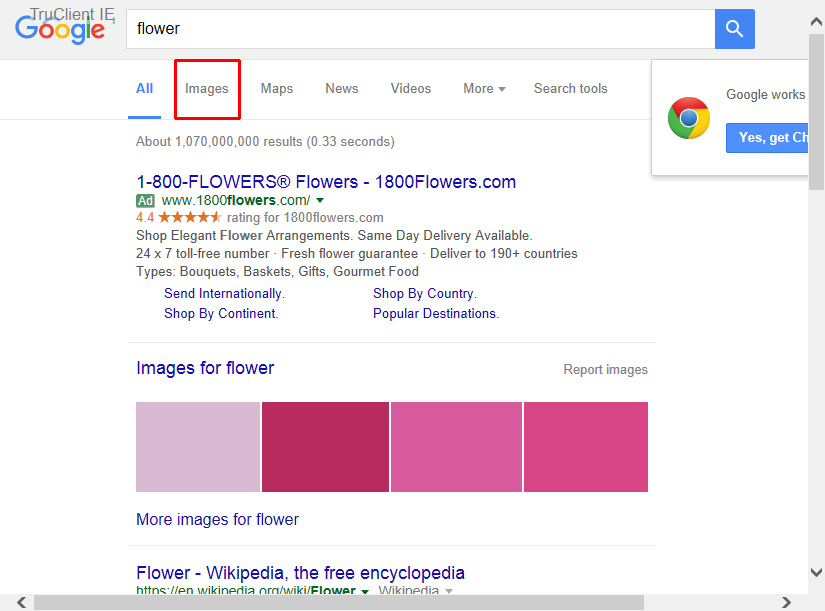 TruClient IE
Google
flower
All Images Maps News Videos More Search tools
Google works
Yes, get Ch
About 1,070,000,000 results (0.33 seconds)
1-800-FLOWERS® Flowers - 1800Flowers.com
Ad www.1800flowers.com/
4.4 ★★★★★ rating for 1800flowers.com
Shop Elegant Flower Arrangements. Same Day Delivery Available.
24 x 7 toll-free number · Fresh flower guarantee · Deliver to 190+ countries
Types: Bouquets, Baskets, Gifts, Gourmet Food
Send Internationally. Shop By Country.
Shop By Continent. Popular Destinations.
Images for flower Report images
More images for flower
Flower - Wikipedia, the free encyclopedia
https://en.wikipedia.org/wiki/Flower Wikipedia